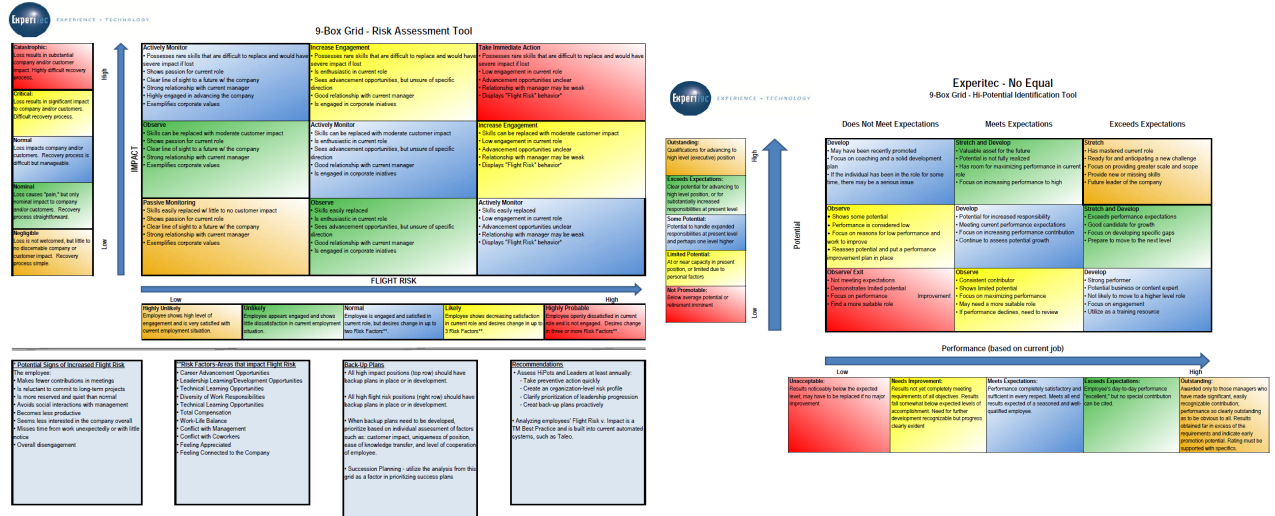 Experitec
EXPERIENCE + TECHNOLOGY
9-Box Grid - Risk Assessment Tool
Catastrophic:
Loss results in substantial
company and/or customer
impact. Highly difficult recovery
process.
Critical:
Loss results in significant impact
to company and/or customers.
Difficult recovery process.
Normal
Loss impacts company and/or
customers. Recovery process is
difficult but manageable.
Nominal
Loss causes "pain," but only
nominal impact to company
and/or customers. Recovery
process straightforward.
Negligible
Loss is not welcomed, but little to
no discernable company or
customer impact. Recovery
process simple.
High
IMPACT
Low
Actively Monitor
• Possesses rare skills that are difficult to replace and would have
severe impact if lost
• Shows passion for current role
• Clear line of sight to a future w/ the company
• Strong relationship with current manager
• Highly engaged in advancing the company
• Exemplifies corporate values
Increase Engagement
• Possesses rare skills that are difficult to replace and would have
severe impact if lost
• Is enthusiastic in current role
• Sees advancement opportunities, but unsure of specific
direction
• Good relationship with current manager
• Is engaged in corporate iniatives
Take Immediate Action
• Possesses rare skills that are difficult to replace and would have
severe impact if lost
• Low engagement in current role
• Advancement opportunities unclear
• Relationship with manager may be weak
• Displays "Flight Risk" behavior*
Observe
• Skills can be replaced with moderate customer impact
• Shows passion for current role
• Clear line of sight to a future w/ the company
• Strong relationship with current manager
• Exemplifies corporate values
Actively Monitor
• Skills can be replaced w/ moderate customer impact
• Is enthusiastic in current role
• Sees advancement opportunities, but unsure of specific
direction
• Good relationship with current manager
• Is engaged in corporate iniatives
Increase Engagement
• Skills can be replaced w/ moderate customer impact
• Low engagement in current role
• Advancement opportunities unclear
• Relationship with manager may be weak
• Displays "Flight Risk" behavior*
Passive Monitoring
• Skills easily replaced w/ little to no customer impact
• Shows passion for current role
• Clear line of sight to a future w/ the company
• Strong relationship with current manager
• Exemplifies corporate values
Observe
• Skills easily replaced
• Is enthusiastic in current role
• Sees advancement opportunities, but unsure of specific
direction
• Good relationship with current manager
• Is engaged in corporate iniatives
Actively Monitor
• Skills easily replaced
• Low engagement in current role
• Advancement opportunities unclear
• Relationship with manager may be weak
• Displays "Flight Risk" behavior*
FLIGHT RISK
Low
High
Highly Unlikely
Employee shows high level of
engagement and is very satisfied with
current employment situation.
Unlikely
Employee appears engaged and shows
little dissatisfaction in current employment
situation.
Normal
Employee is engaged and satisfied in
current role, but desires change in up to
two Risk Factors**.
Likely
Employee shows decreasing satisfaction
in current role and desires change in up to
3 Risk Factors**.
Highly Probable
Employee openly dissatisfied in current
role and is not engaged. Desires change
in three or more Risk Factors**.
* Potential Signs of Increased Flight Risk
The employee:
• Makes fewer contributions in meetings
• Is reluctant to commit to long-term projects
• Is more reserved and quiet than normal
• Avoids social interactions with management
• Becomes less productive
• Seems less interested in the company overall
• Misses time from work unexpectedly or with little
notice
• Overall disengagement
**Risk Factors-Areas that impact Flight Risk
• Career Advancement Opportunities
• Leadership Learning/Development Opportunities
• Technical Learning Opportunities
• Diversity of Work Responsibilities
• Technical Learning Opportunities
• Total Compensation
• Work-Life Balance
• Conflict with Management
• Conflict with Coworkers
• Feeling Appreciated
• Feeling Connected to the Company
Back-Up Plans
• All high impact positions (top row) should have
backup plans in place or in development.
• All high flight risk positions (right row) should have
backup plans in place or in development.
• When backup plans need to be developed,
prioritize based on individual assessment of factors
such as: customer impact, uniqueness of position,
ease of knowledge transfer, and level of cooperation
of employee.
• Succession Planning - utilize the analysis from this
grid as a factor in prioritizing success plans
Recommendations
• Assess HiPots and Leaders at least annually:
- Take preventive action quickly
- Create an organization-level risk profile
- Clarify prioritization of leadership progression
- Creat back-up plans proactively
• Analyzing employees' Flight Risk v. Impact is a
TM Best Practice and is built into current automated
systems, such as Taleo.
Experitec
EXPERIENCE + TECHNOLOGY
Experitec - No Equal
9-Box Grid - Hi-Potential Identification Tool
Does Not Meet Expectations
Meets Expectations
Exceeds Expectations
Outstanding:
Qualifications for advancing to
high level (executive) position
Exceeds Expectations:
Clear potential for advancing to
high level position, or for
substantially increased
responsibilities at present level
Some Potential:
Potential to handle expanded
responsibilities at present level
and perhaps one level higher
Limited Potential:
At or near capacity in present
position, or limited due to
personal factors
Not Promotable:
Below average potential or
retirement imminent
High
Potential
Low
Develop
• May have been recently promoted
• Focus on coaching and a solid development
plan
• If the individual has been in the role for some
time, there may be a serious issue
Stretch and Develop
• Valuable asset for the future
• Potential is not fully realized
• Has room for maximizing performance in current
role
• Focus on increasing performance to high
Stretch
• Has mastered current role
• Ready for and anticipating a new challenge
• Focus on providing greater scale and scope
• Provide new or missing skills
• Future leader of the company
Observe
• Shows some potential
• Performance is considered low
• Focus on reasons for low performance and
work to improve
• Reasses potential and put a performance
improvement plan in place
Develop
• Potential for increased responsibility
• Meeting current performance expectations
• Focus on increasing performance contribution
• Continue to assess potential growth
Stretch and Develop
• Exceeds performance expectations
• Good candidate for growth
• Focus on developing specific gaps
• Prepare to move to the next level
Observe/ Exit
• Not meeting expectations
• Demonstrates limited potential
• Focus on performance Improvement
• Find a more suitable role
Observe
• Consistent contributor
• Shows limited potential
• Focus on maximizing performance
• May need a more suitable role
• If performance declines, need to review
Develop
• Strong performer
• Potential business or content expert
• Not likely to move to a higher level role
• Focus on engagement
• Utilize as a training resource
Performance (based on current job)
Low
High
Unacceptable:
Results noticeably below the expected
level, may have to be replaced if no major
improvement
Needs Improvement:
Results not yet completely meeting
requirements of all objectives. Results
fall somewhat below expected levels of
accomplishment. Need for further
development recognizable but progress
clearly evident
Meets Expectations:
Performance completely satisfactory and
sufficient in every respect. Meets all end
results expected of a seasoned and well-
qualified employee.
Exceeds Expectations:
Employee's day-to-day performance
"excellent," but no special contribution
can be cited.
Outstanding:
Awarded only to those managers who
have made significant, easily
recognizable contribution;
performance so clearly outstanding
as to be obvious to all. Results
obtained far in excess of the
requirements and indicate early
promotion potential. Rating must be
supported with specifics.